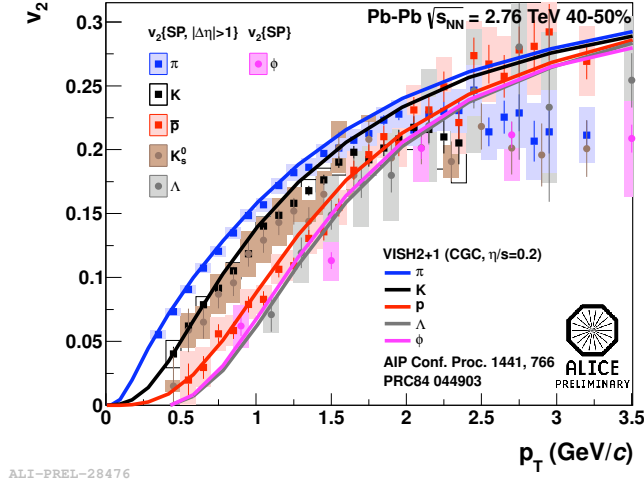 v2
Pb-Pb √sNN = 2.76 TeV 40-50%
v2{SP, |Δη|>1} v2{SP}
π
φ
K
p̅
K0s
Λ
0.3
0.25
0.2
0.15
0.1
0.05
0
VISH2+1 (CGC, η/s=0.2)
π
K
p
Λ
φ
AIP Conf. Proc. 1441, 766
PRC84 044903
ALICE
PRELIMINARY
0 0.5 1 1.5 2 2.5 3 3.5
pT (GeV/c)
ALI-PREL-28476